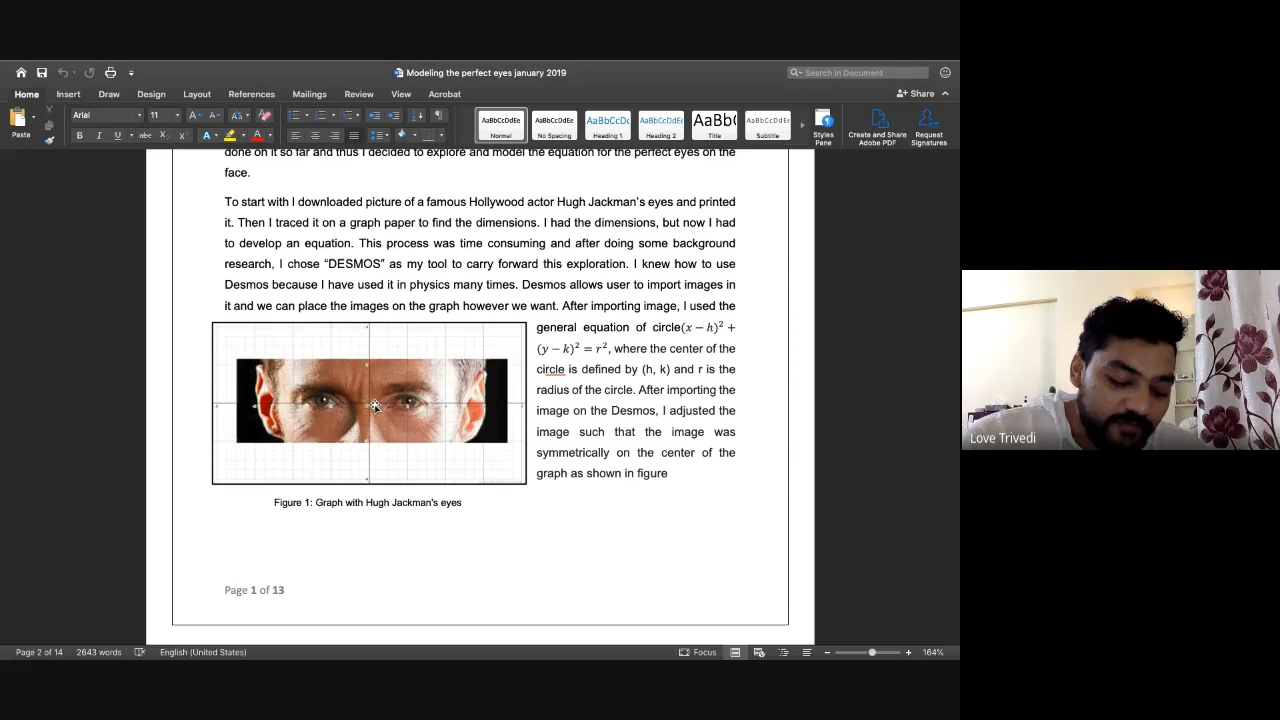 Modeling the perfect eyes january 2019
Search in Document
Home Insert Draw Design Layout References Mailings Review View Acrobat
Share
Paste
Arial 11
AaBbCcDdEe AaBbCcDdEe AaBbCcDc AaBbCcDdEe AaBb( AaBbCcDdEe
Normal No Spacing Heading 1 Heading 2 Title Subtitle
Styles Pane
Create and Share Adobe PDF
Request Signatures
done on it so far and thus I decided to explore and model the equation for the perfect eyes on the
face.
To start with I downloaded picture of a famous Hollywood actor Hugh Jackman's eyes and printed
it. Then I traced it on a graph paper to find the dimensions. I had the dimensions, but now I had
to develop an equation. This process was time consuming and after doing some background
research, I chose “DESMOS” as my tool to carry forward this exploration. I knew how to use
Desmos because I have used it in physics many times. Desmos allows user to import images in
it and we can place the images on the graph however we want. After importing image, I used the
general equation of circle(x − h)² +
(y − k)² = r², where the center of the
circle is defined by (h, k) and r is the
radius of the circle. After importing the
image on the Desmos, I adjusted the
image such that the image was
symmetrically on the center of the
graph as shown in figure
Figure 1: Graph with Hugh Jackman's eyes
Page 1 of 13
Page 2 of 14 2643 words English (United States) Focus 164%
Love Trivedi